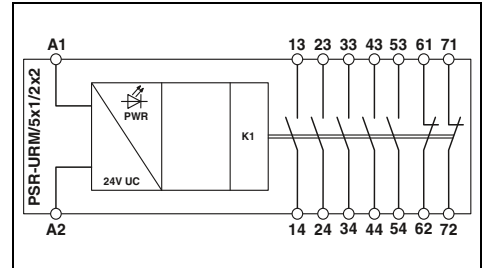 A1 13 23 33 43 53 61 71
PSR-URM/5x1/2x2
PWR
K1
24V UC
A2 14 24 34 44 54 62 72